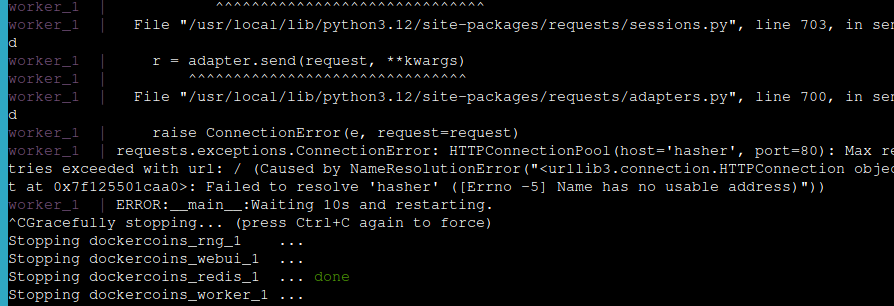 worker_1  |             ^^^^^^^^^^^^^^^^^^^^^^^^^^^^^^
worker_1  |   File "/usr/local/lib/python3.12/site-packages/requests/sessions.py", line 703, in sen
d
worker_1  |     r = adapter.send(request, **kwargs)
worker_1  |         ^^^^^^^^^^^^^^^^^^^^^^^^^^^^^^^
worker_1  |   File "/usr/local/lib/python3.12/site-packages/requests/adapters.py", line 700, in sen
d
worker_1  |     raise ConnectionError(e, request=request)
worker_1  | requests.exceptions.ConnectionError: HTTPConnectionPool(host='hasher', port=80): Max re
tries exceeded with url: / (Caused by NameResolutionError("<urllib3.connection.HTTPConnection objec
t at 0x7f125501caa0>: Failed to resolve 'hasher' ([Errno -5] Name has no usable address)"))
worker_1  | ERROR:__main__:Waiting 10s and restarting.
^CGracefully stopping... (press Ctrl+C again to force)
Stopping dockercoins_rng_1    ...
Stopping dockercoins_webui_1  ...
Stopping dockercoins_redis_1  ... done
Stopping dockercoins_worker_1 ...